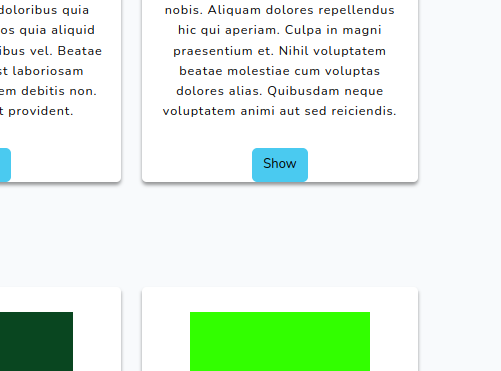 doloribus quia
os quia aliquid
ibus vel. Beatae
st laboriosam
em debitis non.
t provident.
nobis. Aliquam dolores repellendus
hic qui aperiam. Culpa in magni
praesentium et. Nihil voluptatem
beatae molestiae cum voluptas
dolores alias. Quibusdam neque
voluptatem animi aut sed reiciendis.
Show